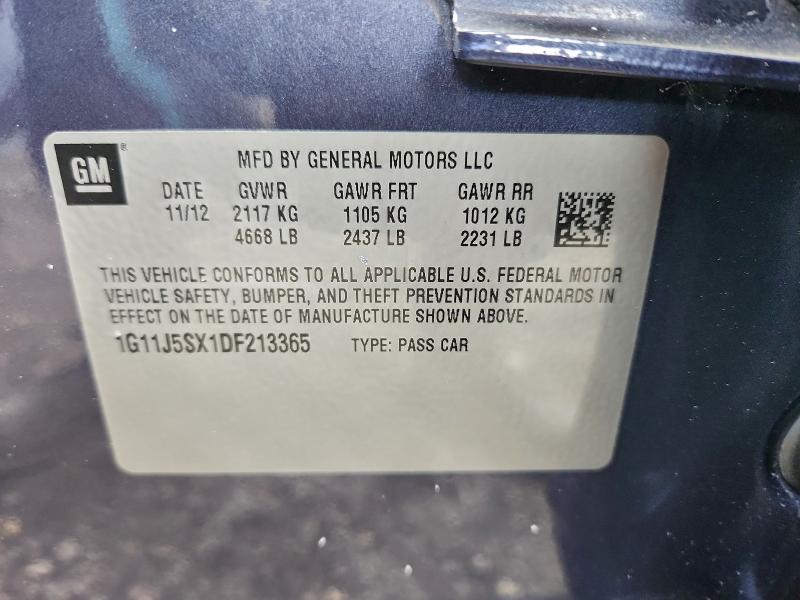 GM ®
MFD BY GENERAL MOTORS LLC
DATE GVWR GAWR FRT GAWR RR
11/12 2117 KG 1105 KG 1012 KG
4668 LB 2437 LB 2231 LB
THIS VEHICLE CONFORMS TO ALL APPLICABLE U.S. FEDERAL MOTOR
VEHICLE SAFETY, BUMPER, AND THEFT PREVENTION STANDARDS IN
EFFECT ON THE DATE OF MANUFACTURE SHOWN ABOVE.
1G11J5SX1DF213365 TYPE: PASS CAR